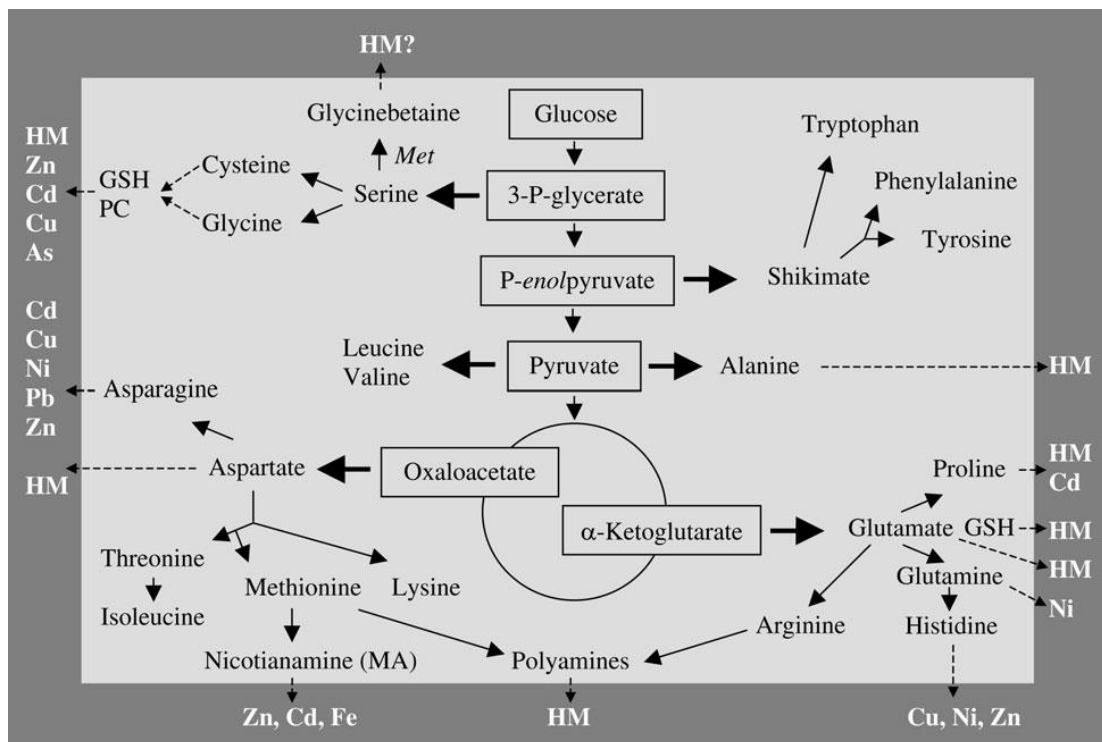 HM?
Glycinebetaine
Glucose
Tryptophan
HM
Zn
Cd
Cu
As
GSH
PC
Cysteine
Met
Glycine
Serine
3-P-glycerate
Phenylalanine
Tyrosine
P-enolpyruvate
Shikimate
Cd
Cu
Ni
Pb
Zn
Leucine
Valine
Pyruvate
Alanine
HM
Asparagine
Aspartate
HM
Oxaloacetate
Proline
HM
Cd
α-Ketoglutarate
Glutamate
GSH
HM
HM
Threonine
Isoleucine
Methionine
Lysine
Glutamine
Ni
Arginine
Histidine
Nicotianamine (MA)
Polyamines
Zn, Cd, Fe
HM
Cu, Ni, Zn